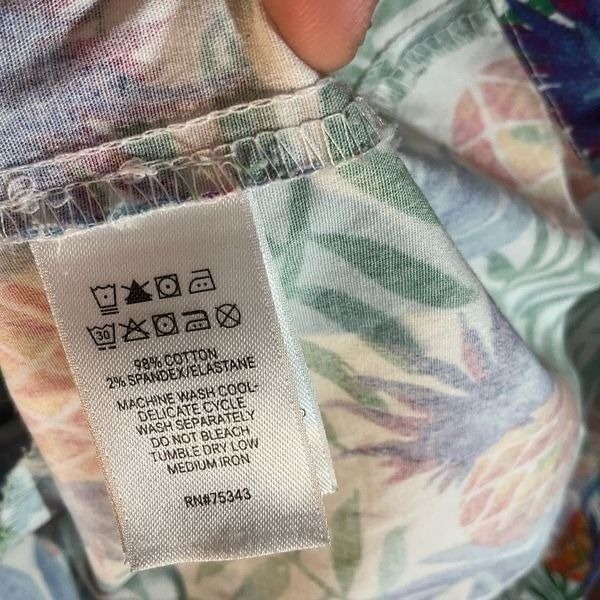 30
98% COTTON
2% SPANDEX/ELASTANE
MACHINE WASH COOL-
DELICATE CYCLE
WASH SEPARATELY
DO NOT BLEACH
TUMBLE DRY LOW
MEDIUM IRON
RN#75343